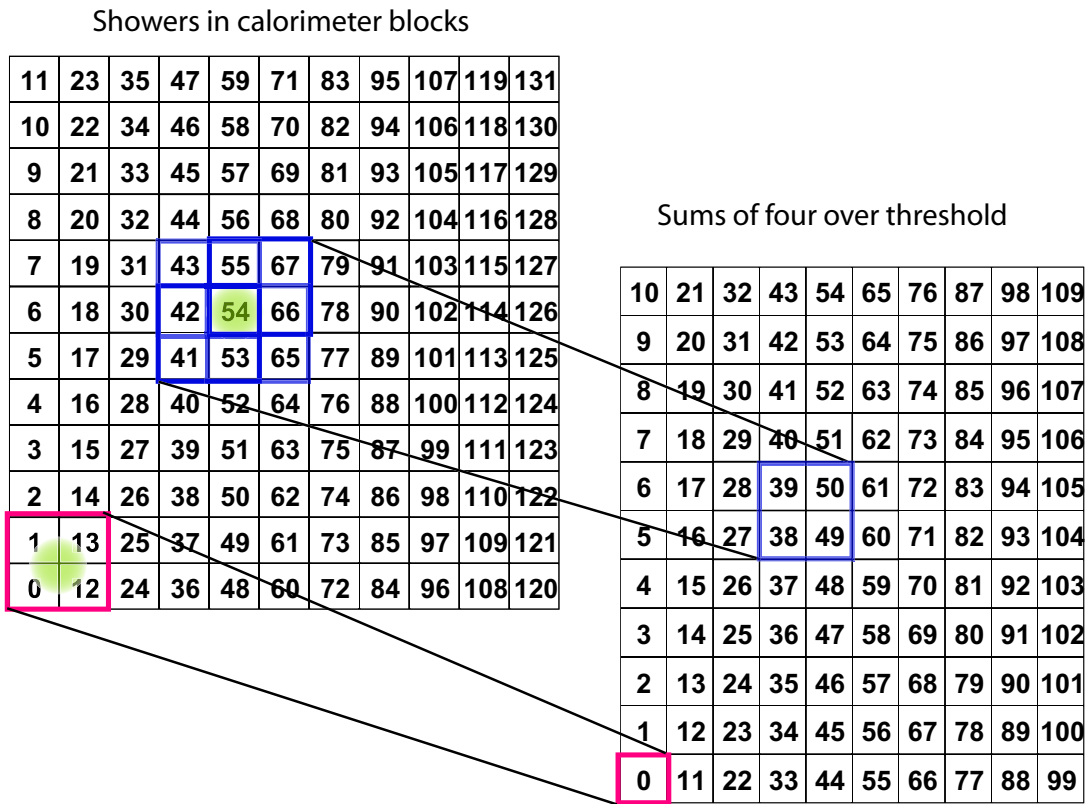 Showers in calorimeter blocks
11 23 35 47 59 71 83 95 107 119 131
10 22 34 46 58 70 82 94 106 118 130
9 21 33 45 57 69 81 93 105 117 129
8 20 32 44 56 68 80 92 104 116 128
7 19 31 43 55 67 79 91 103 115 127
6 18 30 42 54 66 78 90 102 114 126
5 17 29 41 53 65 77 89 101 113 125
4 16 28 40 52 64 76 88 100 112 124
3 15 27 39 51 63 75 87 99 111 123
2 14 26 38 50 62 74 86 98 110 122
1 13 25 37 49 61 73 85 97 109 121
0 12 24 36 48 60 72 84 96 108 120
Sums of four over threshold
10 21 32 43 54 65 76 87 98 109
9 20 31 42 53 64 75 86 97 108
8 19 30 41 52 63 74 85 96 107
7 18 29 40 51 62 73 84 95 106
6 17 28 39 50 61 72 83 94 105
5 16 27 38 49 60 71 82 93 104
4 15 26 37 48 59 70 81 92 103
3 14 25 36 47 58 69 80 91 102
2 13 24 35 46 57 68 79 90 101
1 12 23 34 45 56 67 78 89 100
0 11 22 33 44 55 66 77 88 99